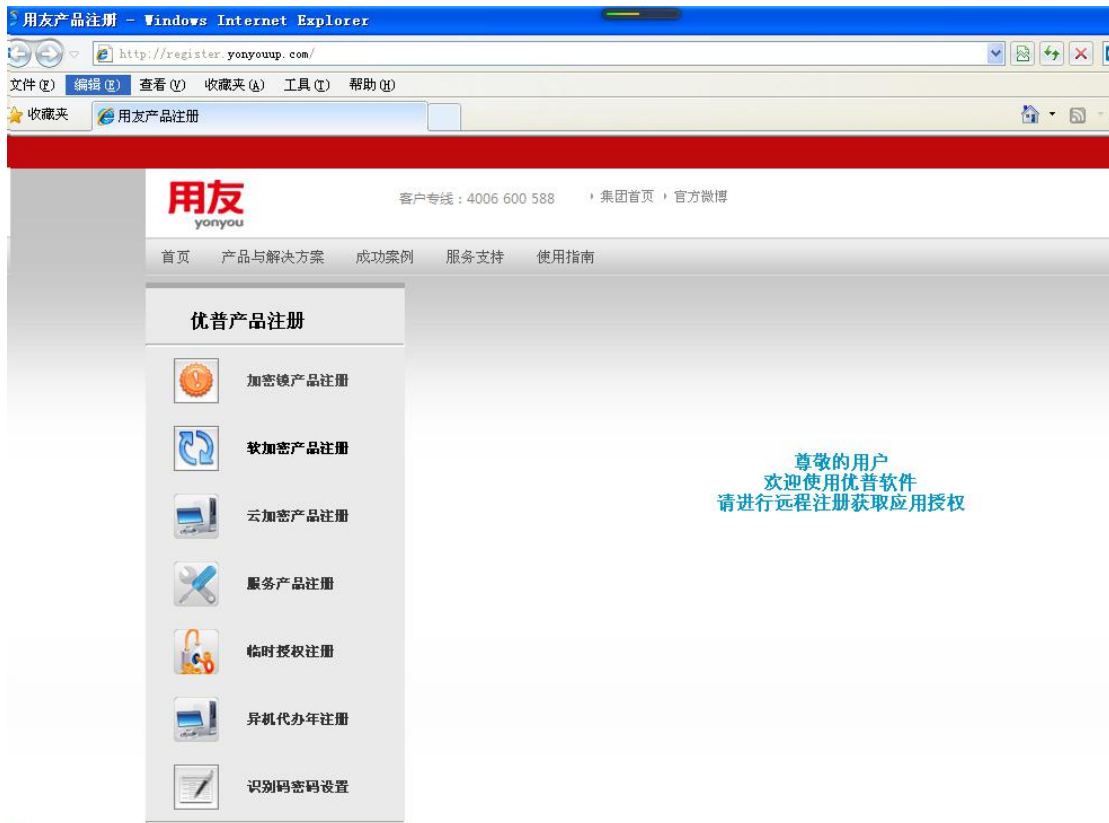 用友产品注册 - Windows Internet Explorer
http://register.yonyouup.com/
文件(F) 编辑(E) 查看(V) 收藏夹(A) 工具(T) 帮助(H)
收藏夹 用友产品注册
用友
yonyou
客户专线：4006 600 588 集团首页 官方微博
首页 产品与解决方案 成功案例 服务支持 使用指南
优普产品注册
加密镜产品注册
软加密产品注册
云加密产品注册
服务产品注册
临时授权注册
异机代办年注册
识别码密码设置
尊敬的用户
欢迎使用优普软件
请进行远程注册获取应用授权